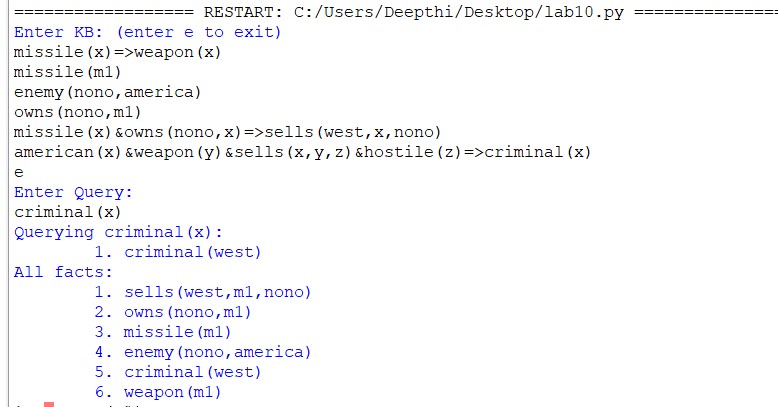 ================== RESTART: C:/Users/Deepthi/Desktop/lab10.py ==============
Enter KB: (enter e to exit)
missile(x)=>weapon(x)
missile(m1)
enemy(nono,america)
owns(nono,m1)
missile(x)&owns(nono,x)=>sells(west,x,nono)
american(x)&weapon(y)&sells(x,y,z)&hostile(z)=>criminal(x)
e
Enter Query:
criminal(x)
Querying criminal(x):
        1. criminal(west)
All facts:
        1. sells(west,m1,nono)
        2. owns(nono,m1)
        3. missile(m1)
        4. enemy(nono,america)
        5. criminal(west)
        6. weapon(m1)